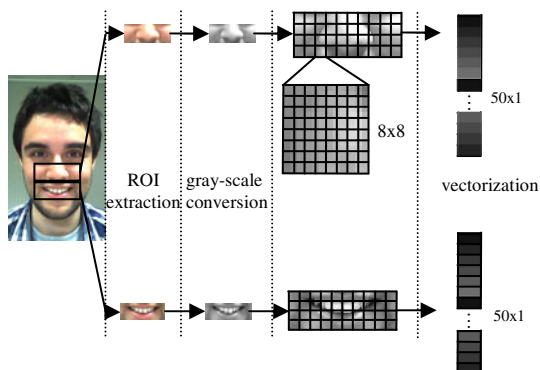 ROI
extraction
gray-scale
conversion
8x8
50x1
vectorization
50x1